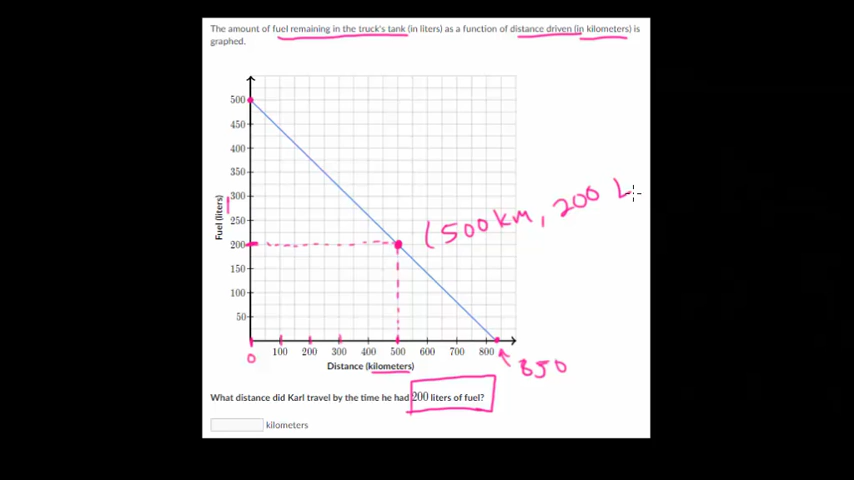 The amount of fuel remaining in the truck's tank (in liters) as a function of distance driven (in kilometers) is
graphed.
500
450
400
350
300
250
200
150
100
50
Fuel (liters)
(500 km, 200 L
0
100 200 300 400 500 600 700 800
850
Distance (kilometers)
What distance did Karl travel by the time he had 200 liters of fuel?
kilometers